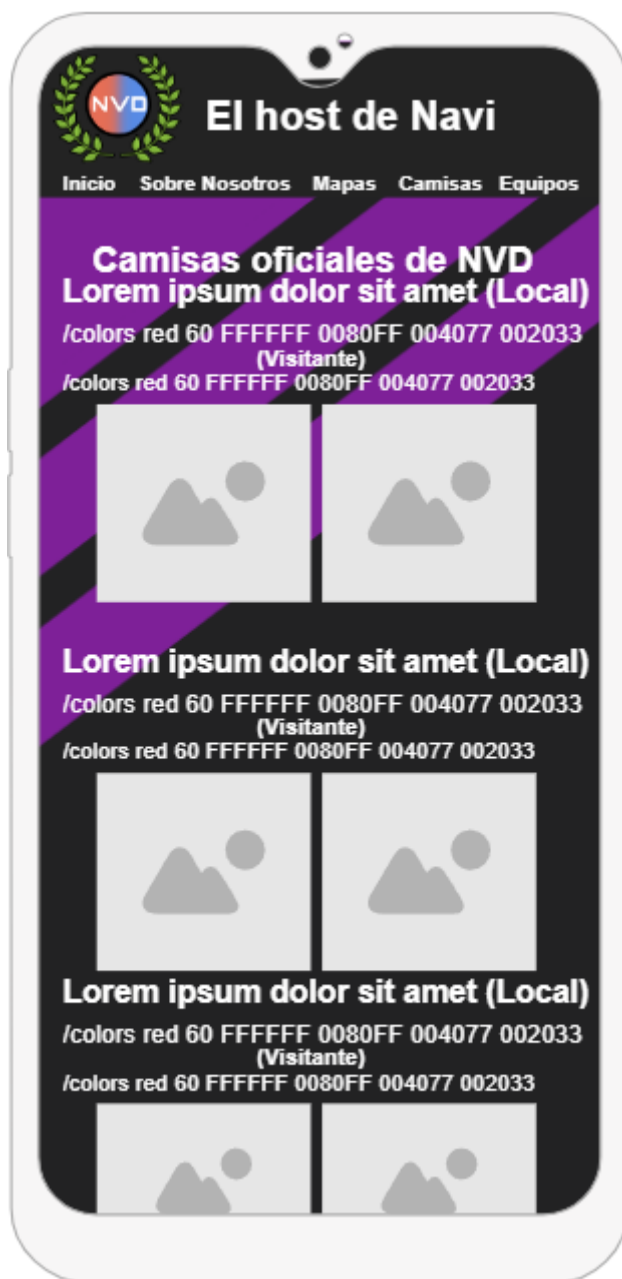 NVD
El host de Navi
Inicio Sobre Nosotros Mapas Camisas Equipos
Camisas oficiales de NVD
Lorem ipsum dolor sit amet (Local)
/colors red 60 FFFFFF 0080FF 004077 002033
(Visitante)
/colors red 60 FFFFFF 0080FF 004077 002033
Lorem ipsum dolor sit amet (Local)
/colors red 60 FFFFFF 0080FF 004077 002033
(Visitante)
/colors red 60 FFFFFF 0080FF 004077 002033
Lorem ipsum dolor sit amet (Local)
/colors red 60 FFFFFF 0080FF 004077 002033
(Visitante)
/colors red 60 FFFFFF 0080FF 004077 002033